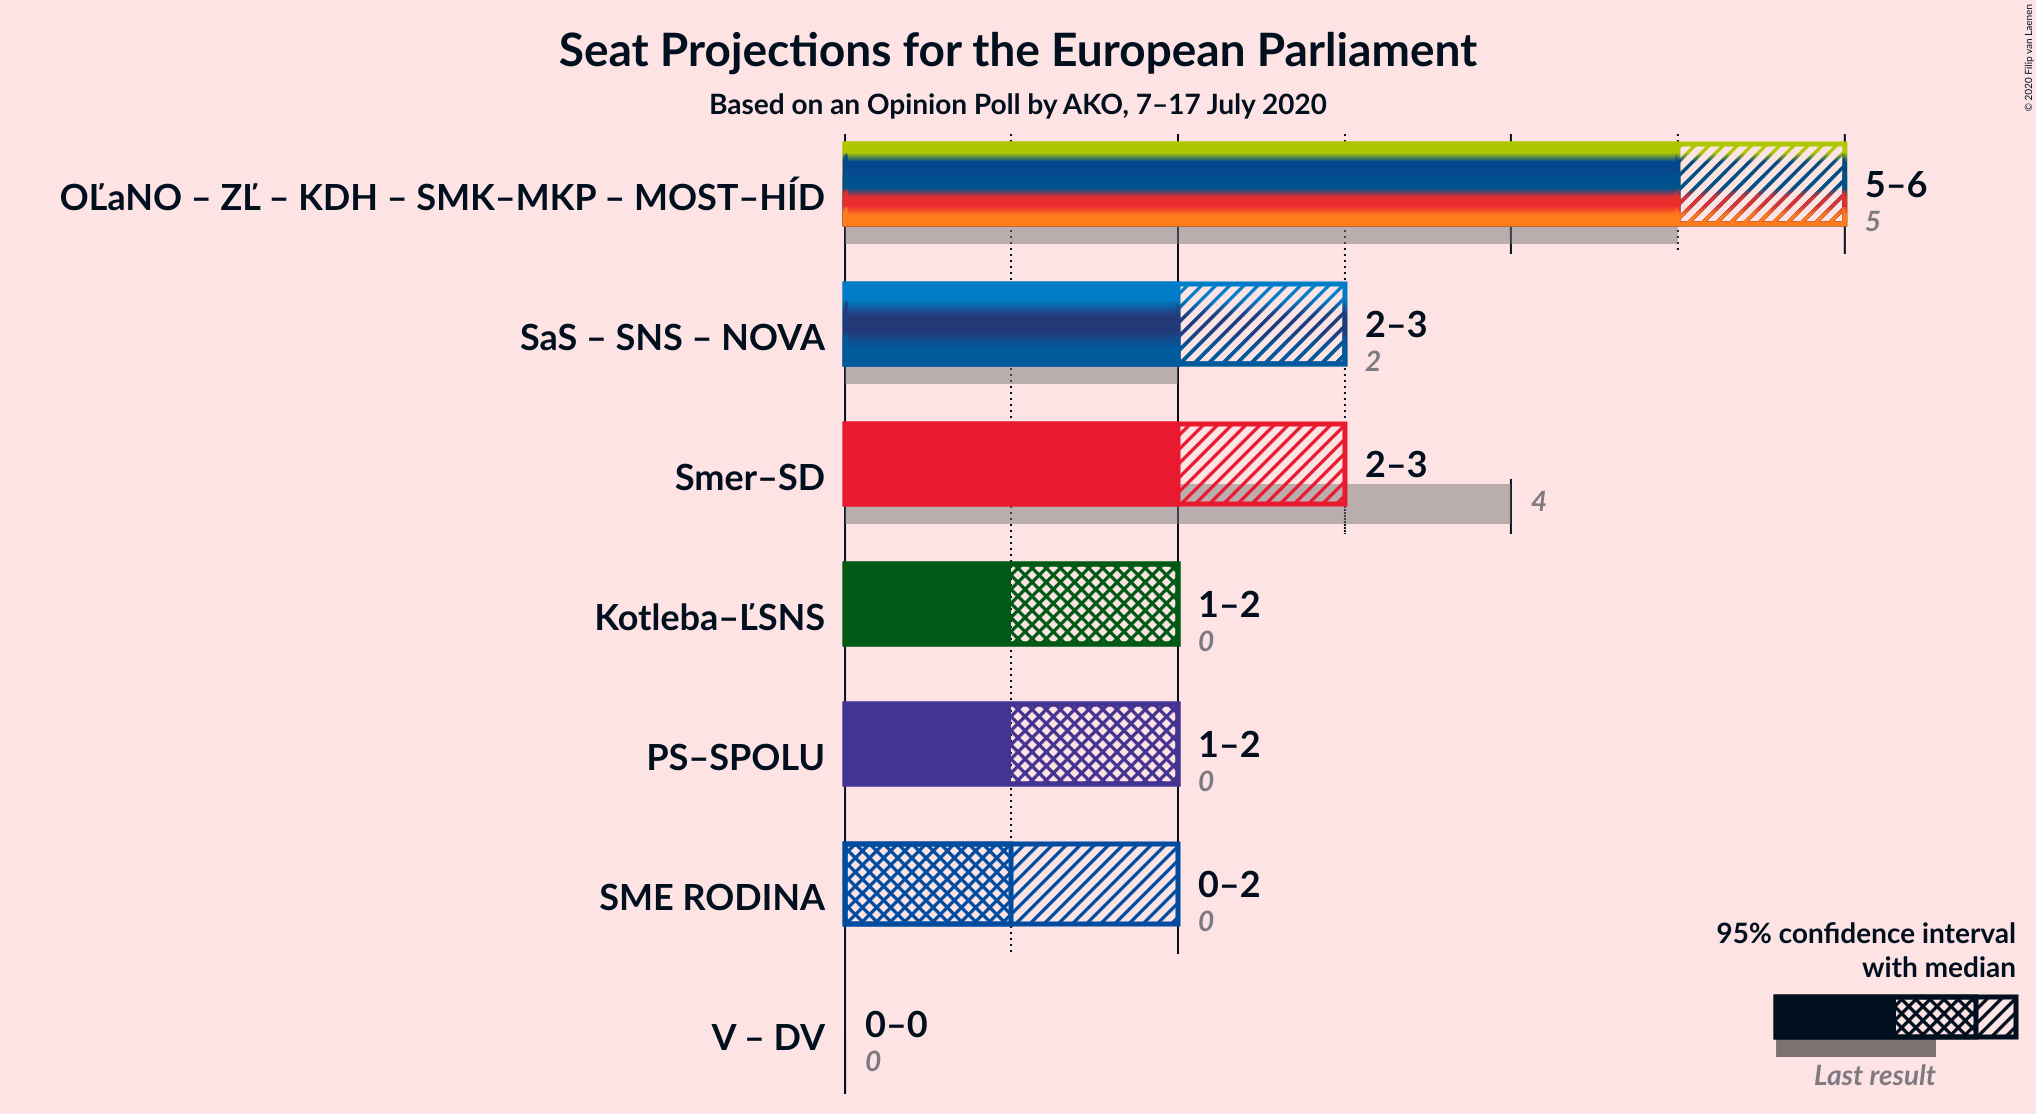 Seat Projections for the European Parliament
Based on an Opinion Poll by AKO, 7–17 July 2020
© 2020 Filip van Laenen
OĽaNO – ZĽ – KDH – SMK–MKP – MOST–HÍD
5–6
5
SaS – SNS – NOVA
2–3
2
Smer–SD
2–3
4
Kotleba–ĽSNS
1–2
0
PS–SPOLU
1–2
0
SME RODINA
0–2
0
V – DV
0–0
0
95% confidence interval
with median
Last result